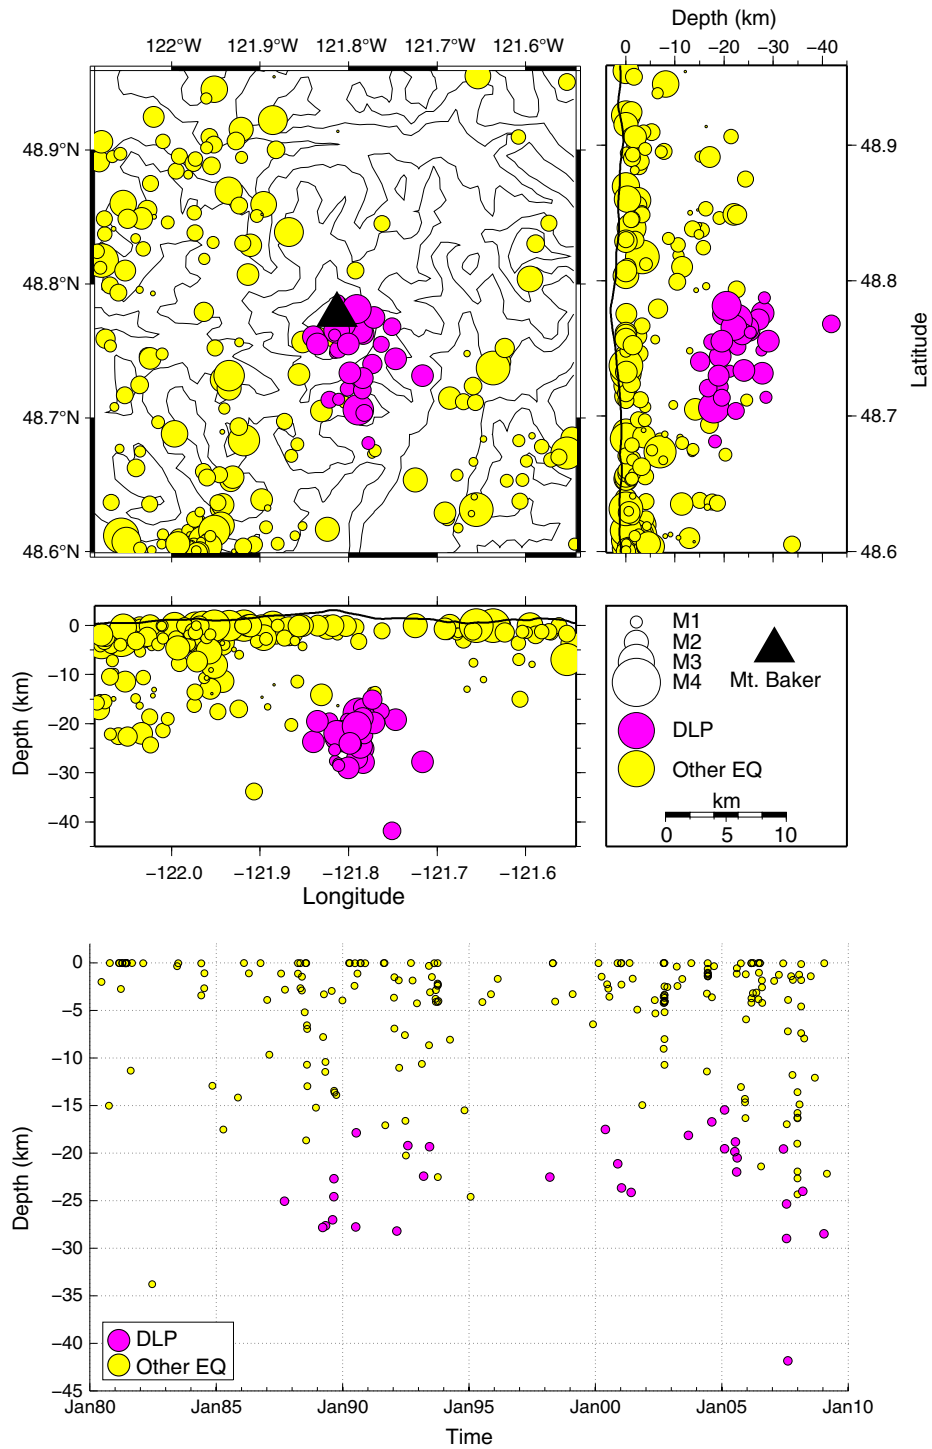 Depth (km)
122°W 121.9°W 121.8°W 121.7°W 121.6°W
0 −10 −20 −30 −40
48.9°N
48.8°N
48.7°N
48.6°N
48.9
48.8
48.7
48.6
Latitude
0
−10
−20
−30
−40
Depth (km)
−122.0 −121.9 −121.8 −121.7 −121.6
Longitude
M1
M2
M3
M4
Mt. Baker
DLP
Other EQ
km
0 5 10
0
−5
−10
−15
−20
−25
−30
−35
−40
−45
Depth (km)
DLP
Other EQ
Jan80 Jan85 Jan90 Jan95 Jan00 Jan05 Jan10
Time